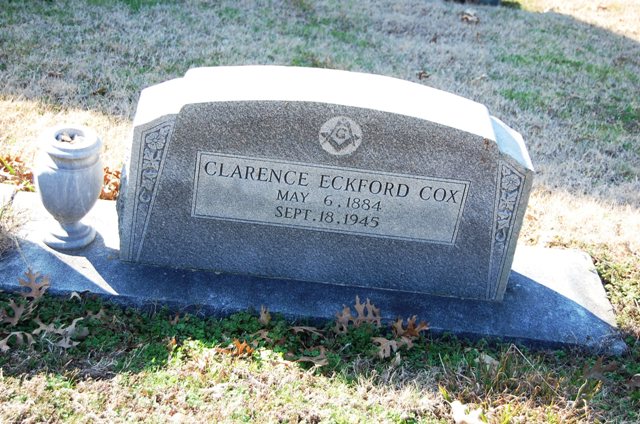 G
CLARENCE ECKFORD COX
MAY 6, 1884
SEPT. 18, 1945